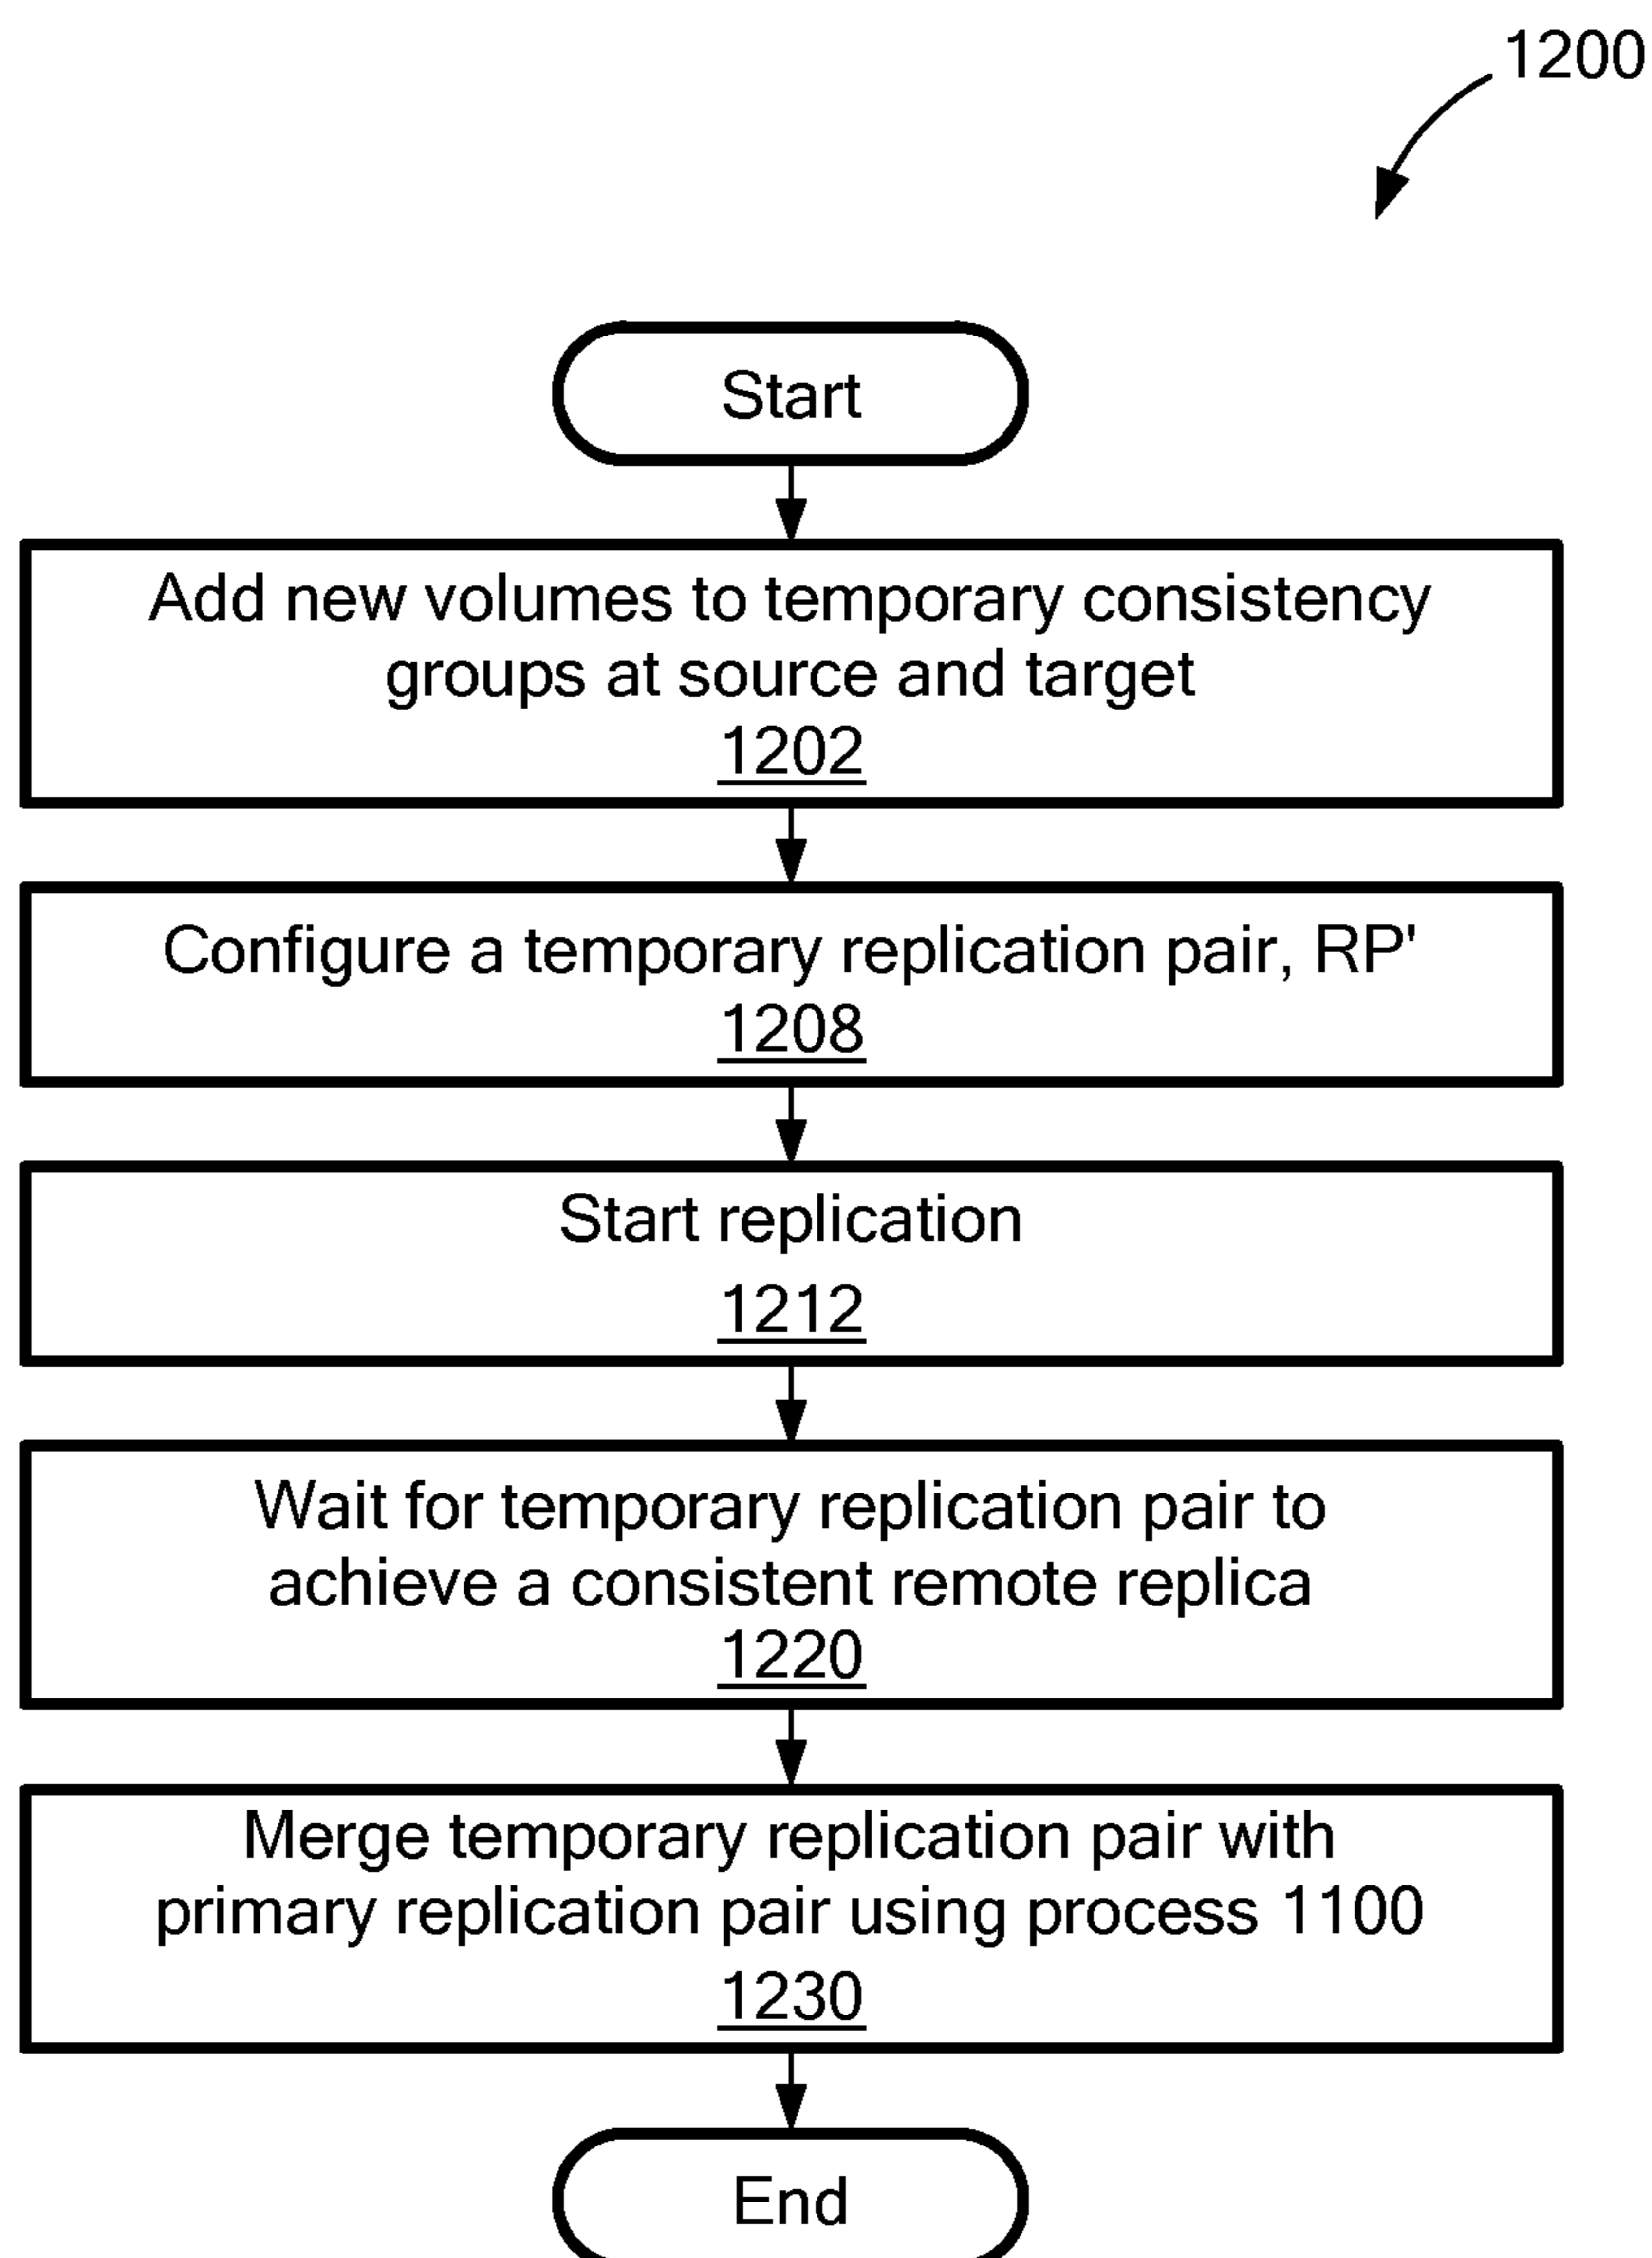 1200
Start
Add new volumes to temporary consistency
groups at source and target
1202
Configure a temporary replication pair, RP'
1208
Start replication
1212
Wait for temporary replication pair to
achieve a consistent remote replica
1220
Merge temporary replication pair with
primary replication pair using process 1100
1230
End